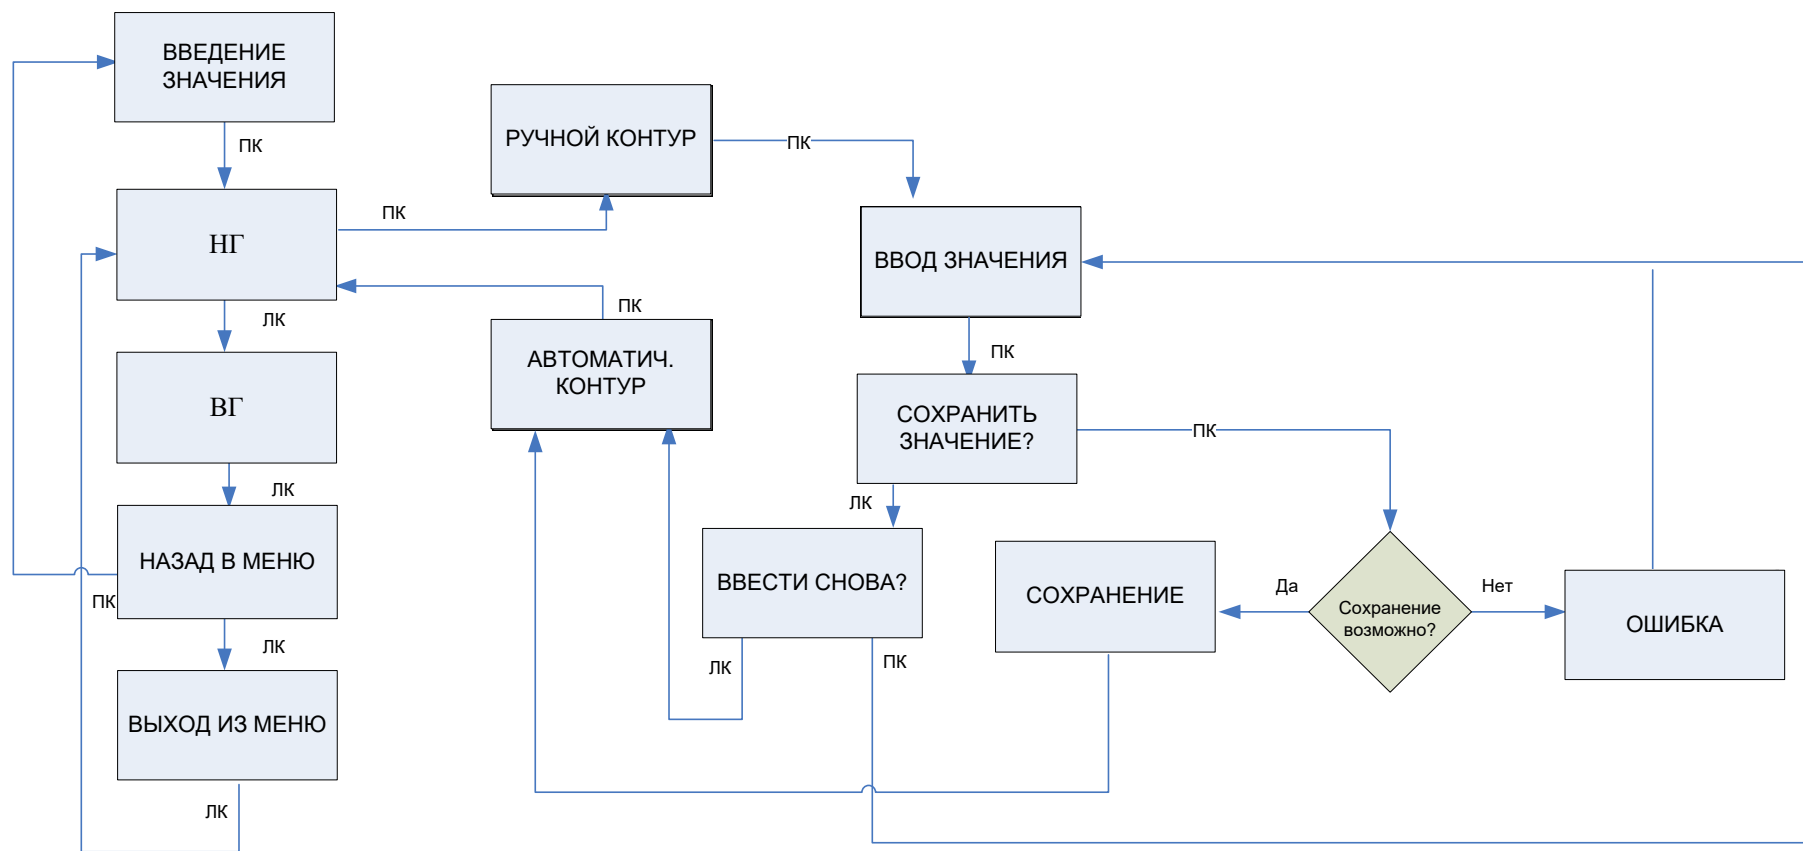 ВВЕДЕНИЕ
ЗНАЧЕНИЯ
ПК
НГ
ПК
ЛК
ВГ
ЛК
НАЗАД В МЕНЮ
ПК
ЛК
ВЫХОД ИЗ МЕНЮ
ЛК
РУЧНОЙ КОНТУР
ПК
ПК
АВТОМАТИЧ.
КОНТУР
ВВОД ЗНАЧЕНИЯ
ПК
СОХРАНИТЬ
ЗНАЧЕНИЕ?
ПК
ЛК
ВВЕСТИ СНОВА?
ЛК
ПК
СОХРАНЕНИЕ
Да
Сохранение
возможно?
Нет
ОШИБКА